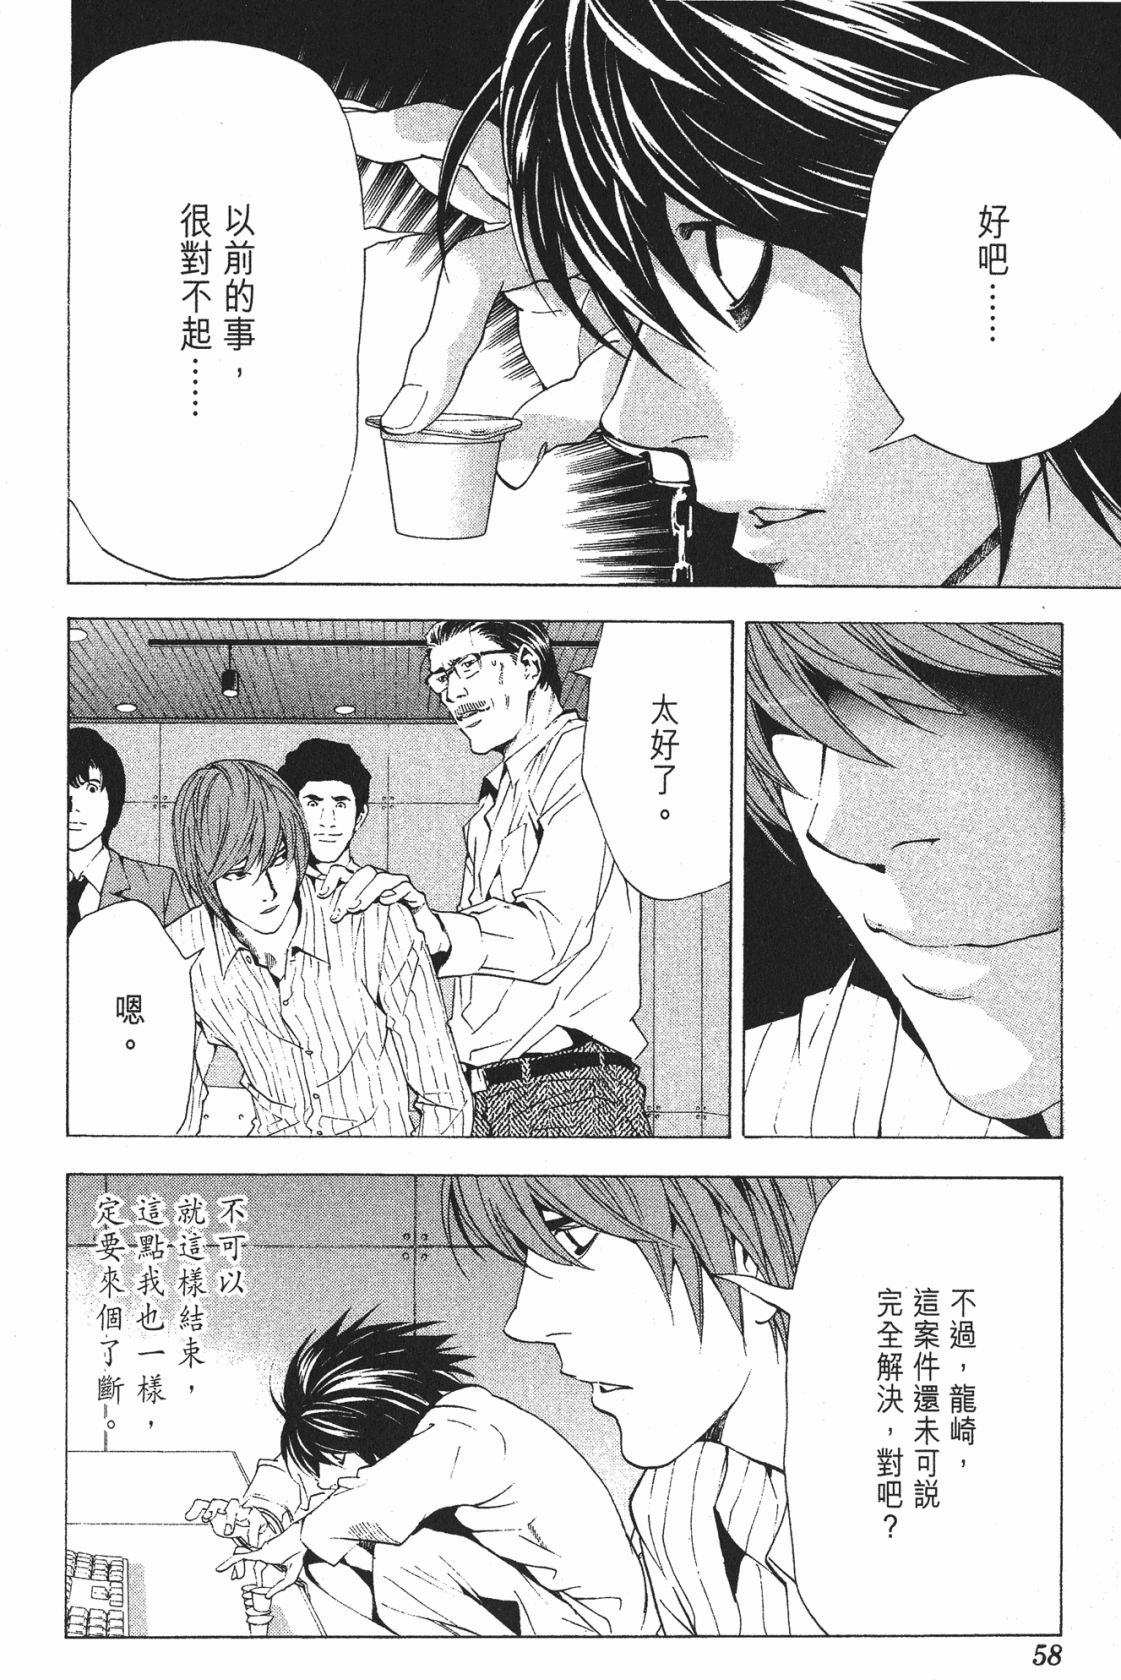 好吧……
以前的事，
很對不起……
太好了。
嗯。
不過，龍崎，
這案件還未可説
完全解決，對吧？
不可以
就這樣結束，
這點我也一樣，
定要來個了斷。
58